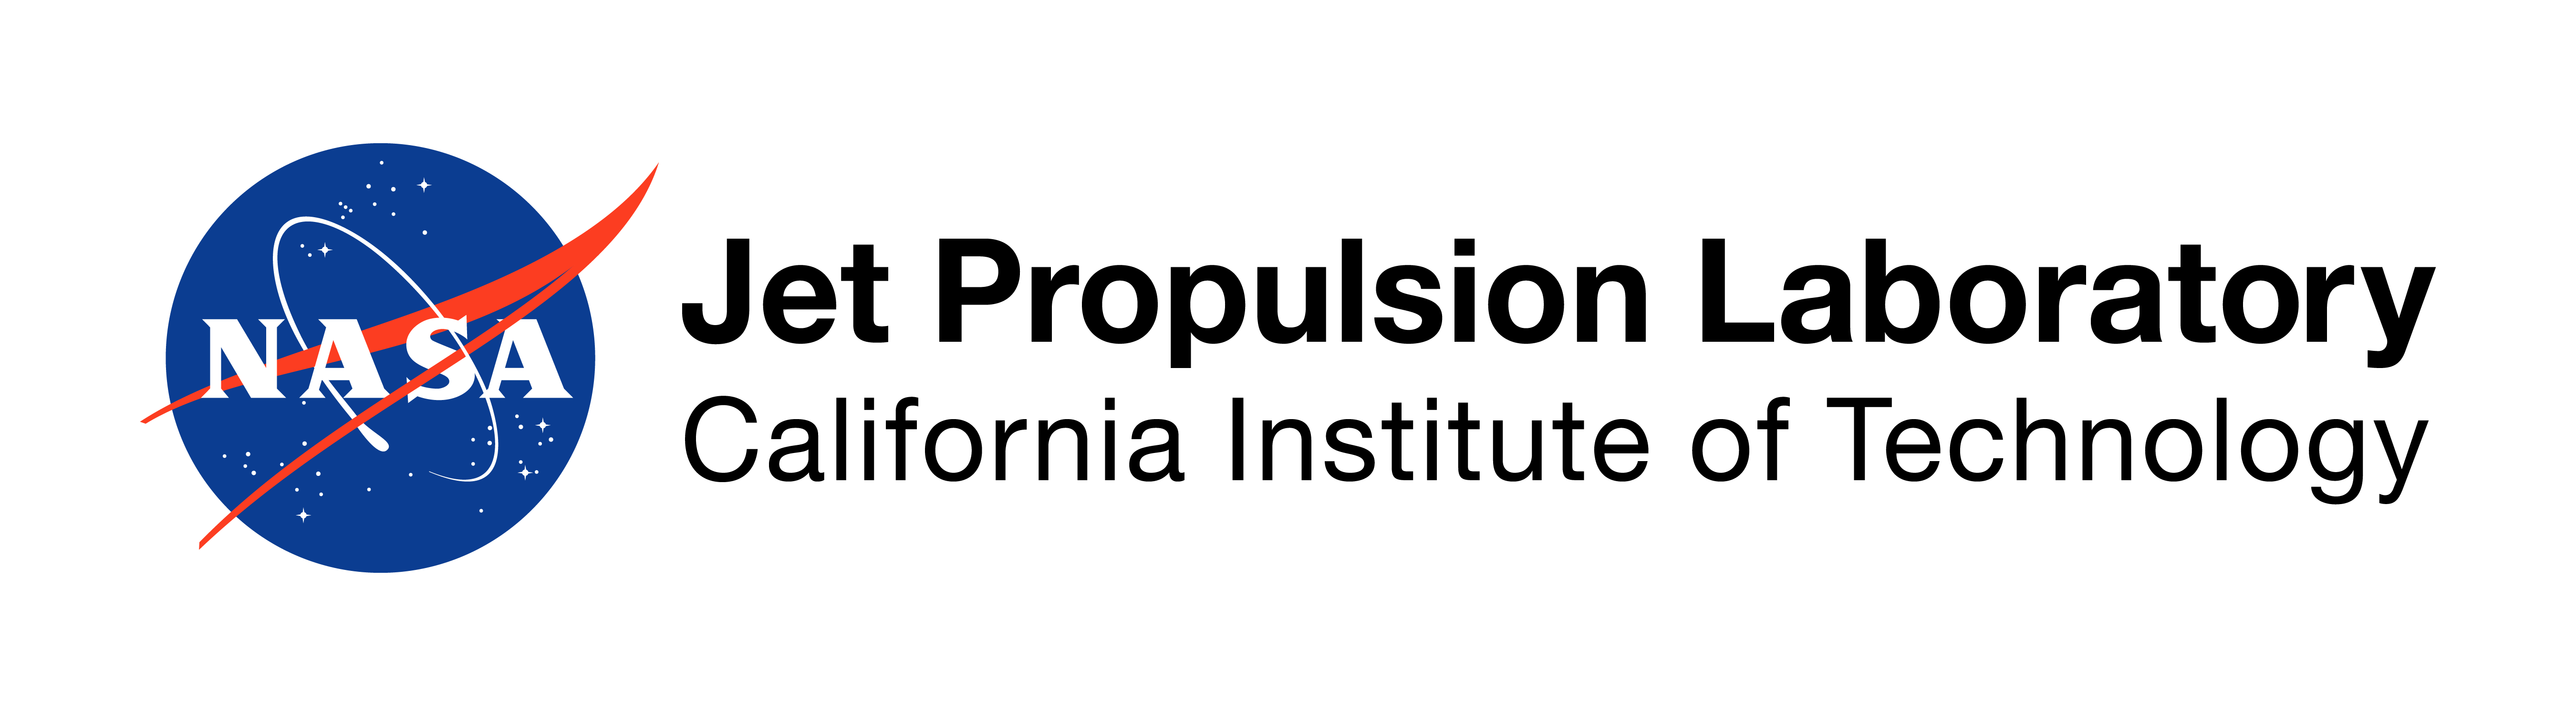 NASA
Jet Propulsion Laboratory
California Institute of Technology